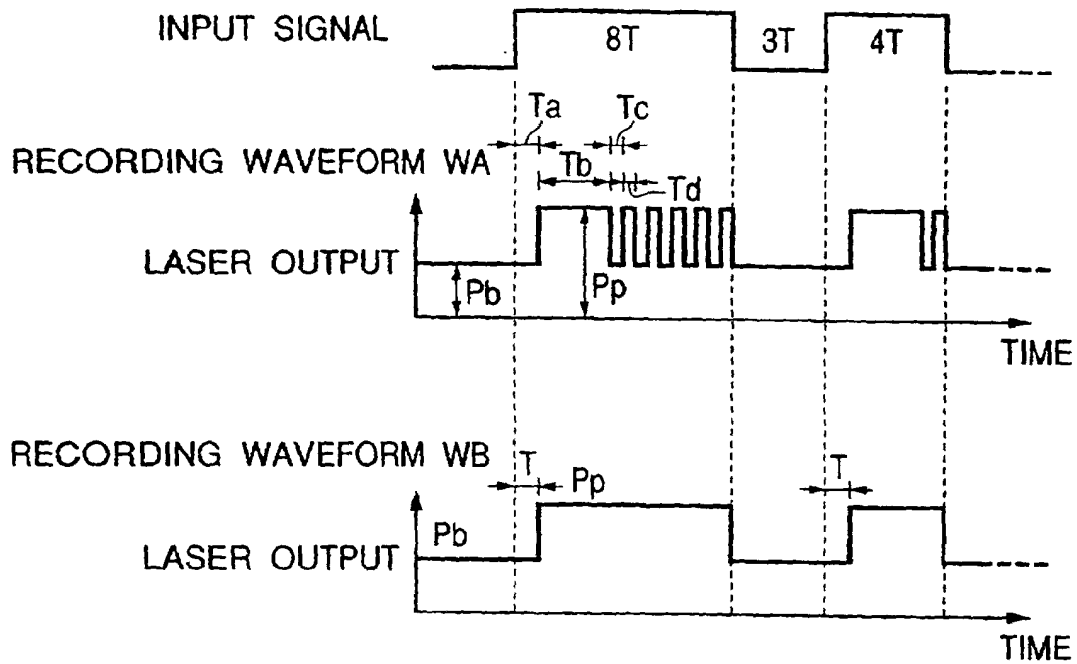 INPUT SIGNAL
8T
3T
4T
Ta
Tc
RECORDING WAVEFORM WA
Tb
Td
LASER OUTPUT
Pb
Pp
TIME
RECORDING WAVEFORM WB
T
Pp
T
Pb
LASER OUTPUT
TIME